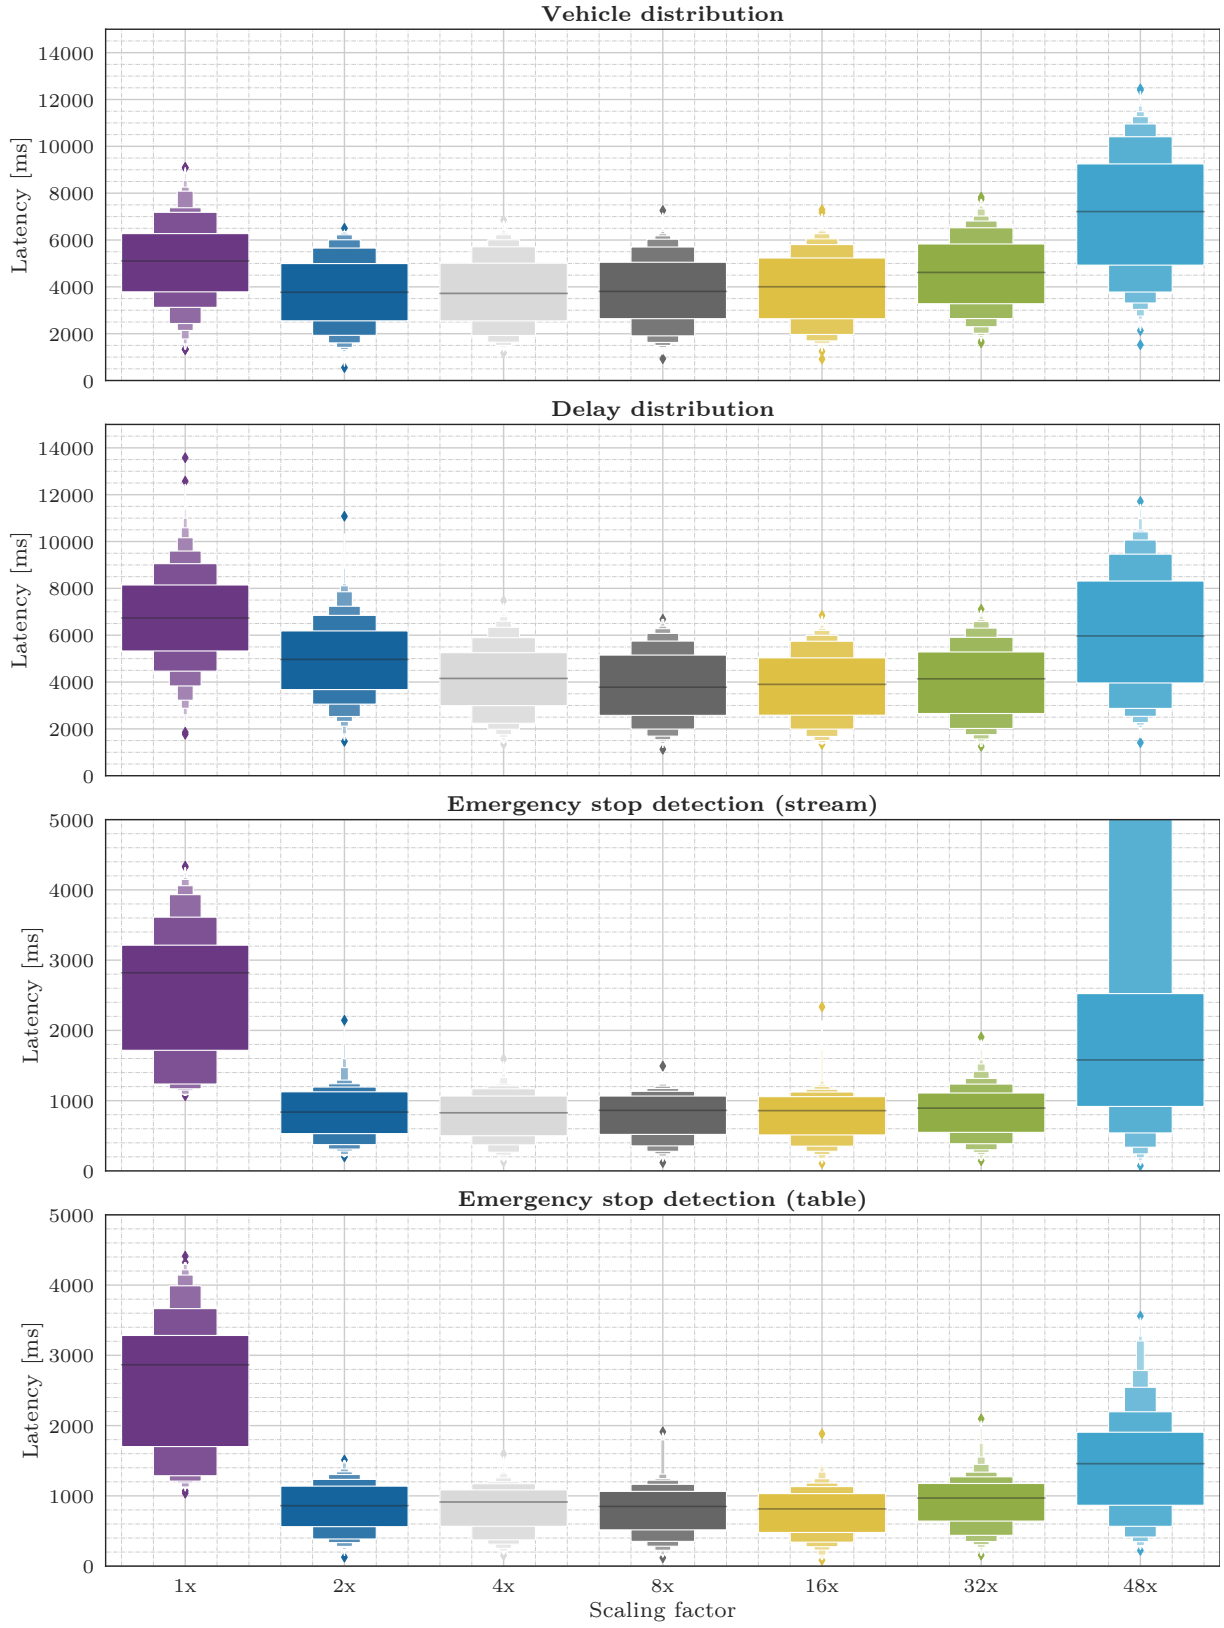 Vehicle distribution
Latency [ms]
14000
12000
10000
8000
6000
4000
2000
0
Delay distribution
Latency [ms]
14000
12000
10000
8000
6000
4000
2000
0
Emergency stop detection (stream)
Latency [ms]
5000
4000
3000
2000
1000
0
Emergency stop detection (table)
Latency [ms]
5000
4000
3000
2000
1000
0
1x 2x 4x 8x 16x 32x 48x
Scaling factor